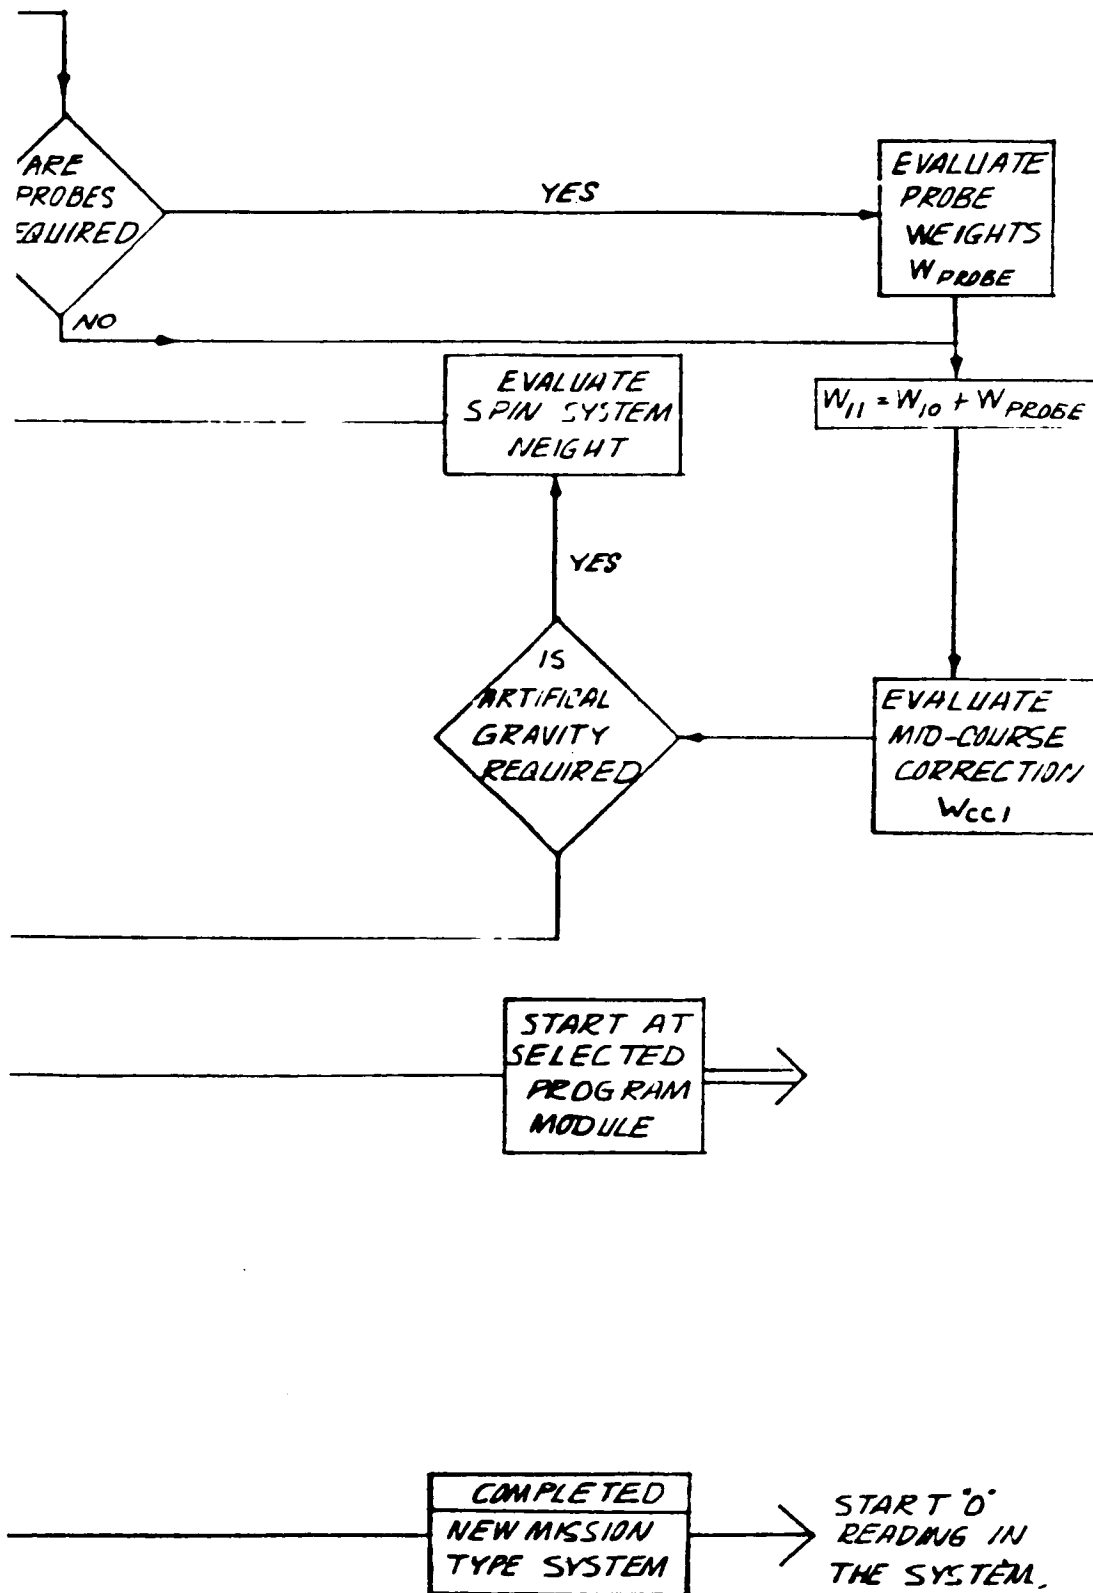 ARE
PROBES
EQUIRED
YES
EVALUATE
PROBE
WEIGHTS
W PROBE
NO
EVALUATE
SPIN SYSTEM
NEIGHT
W11 = W10 + W PROBE
YES
IS
ARTIFICAL
GRAVITY
REQUIRED
EVALUATE
MID-COURSE
CORRECTION
WCC1
START AT
SELECTED
PROGRAM
MODULE
COMPLETED
NEW MISSION
TYPE SYSTEM
START "O"
READING IN
THE SYSTEM.